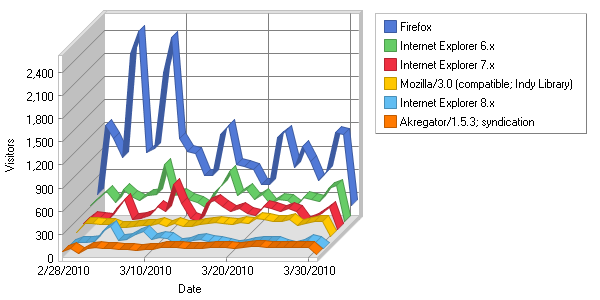 Firefox
Internet Explorer 6.x
Internet Explorer 7.x
Mozilla/3.0 (compatible; Indy Library)
Internet Explorer 8.x
Akregator/1.5.3; syndication
Visitors
2,400
2,100
1,800
1,500
1,200
900
600
300
0
2/28/2010 3/10/2010 3/20/2010 3/30/2010
Date